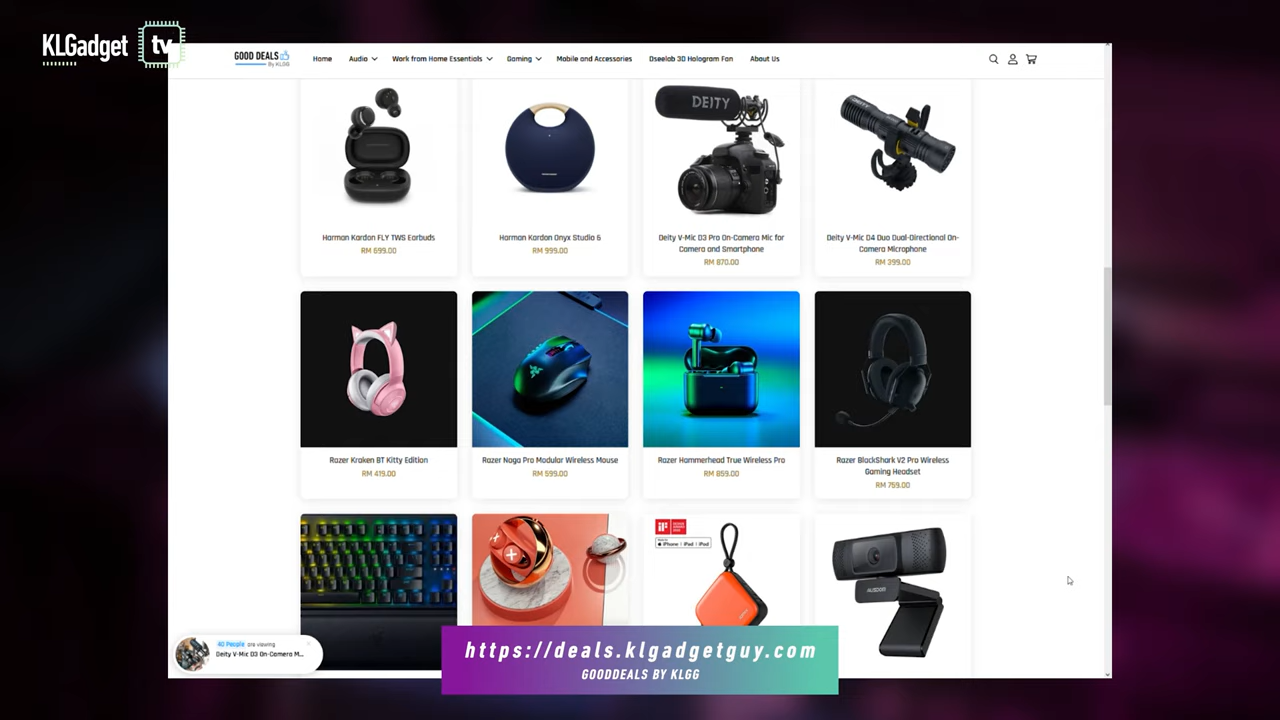 KLGadget tv
GOOD DEALS
By KLGG
Home Audio Work from Home Essentials Gaming Mobile and Accessories Dseelab 3D Hologram Fan About Us
DEITY
Harman Kardon FLY TWS Earbuds
RM 699.00
Harman Kardon Onyx Studio 6
RM 999.00
Deity V-Mic D3 Pro On-Camera Mic for
Camera and Smartphone
RM 870.00
Deity V-Mic D4 Duo Dual-Directional On-
Camera Microphone
RM 399.00
Razer Kraken BT Kitty Edition
RM 419.00
Razer Naga Pro Modular Wireless Mouse
RM 599.00
Razer Hammerhead True Wireless Pro
RM 859.00
Razer BlackShark V2 Pro Wireless
Gaming Headset
RM 759.00
iPhone | iPad | iPod
AUSDOM
40 People are viewing
Deity V-Mic D3 On-Camera M...
https://deals.klgadgetguy.com
GOODDEALS BY KLGG